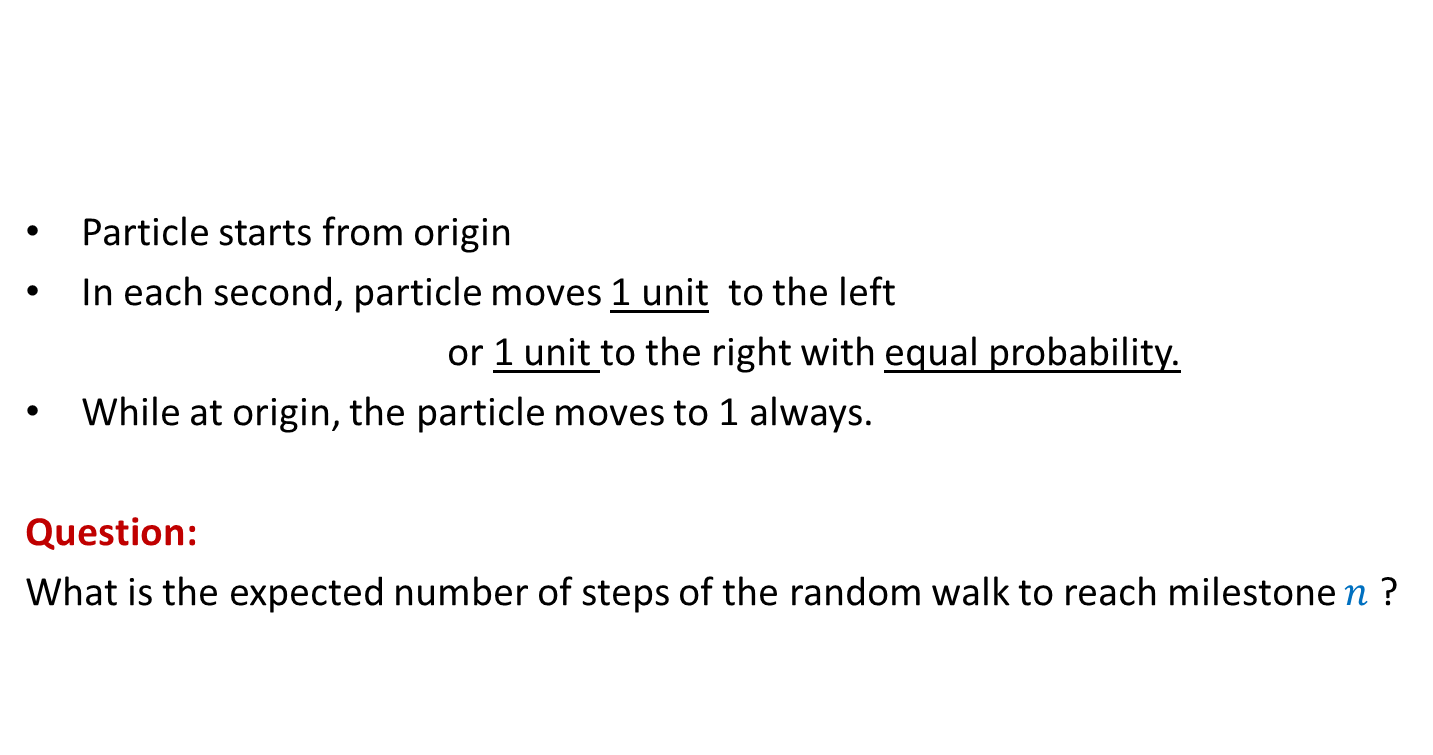 • Particle starts from origin
• In each second, particle moves 1 unit to the left
or 1 unit to the right with equal probability.
• While at origin, the particle moves to 1 always.
Question:
What is the expected number of steps of the random walk to reach milestone n ?